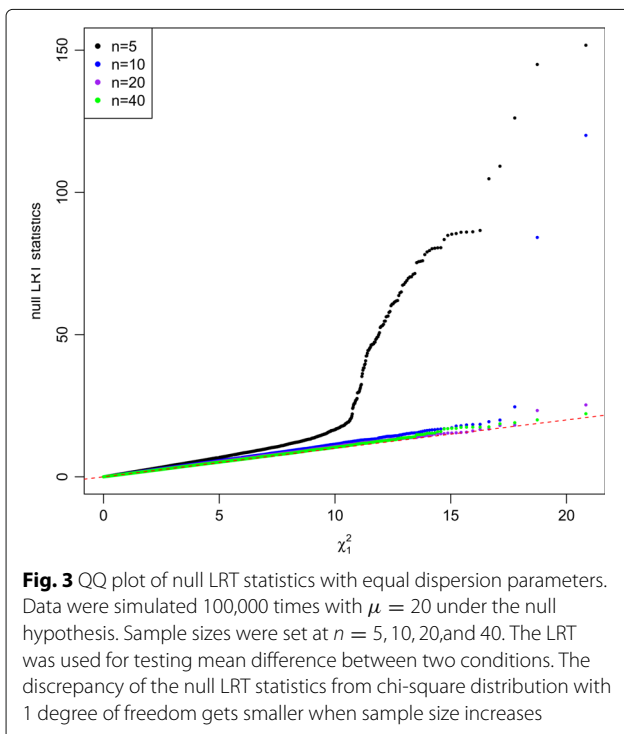 n=5
n=10
n=20
n=40
150
100
50
0
null LRT statistics
0 5 10 15 20
χ²₁
Fig. 3 QQ plot of null LRT statistics with equal dispersion parameters.
Data were simulated 100,000 times with μ = 20 under the null
hypothesis. Sample sizes were set at n = 5, 10, 20,and 40. The LRT
was used for testing mean difference between two conditions. The
discrepancy of the null LRT statistics from chi-square distribution with
1 degree of freedom gets smaller when sample size increases